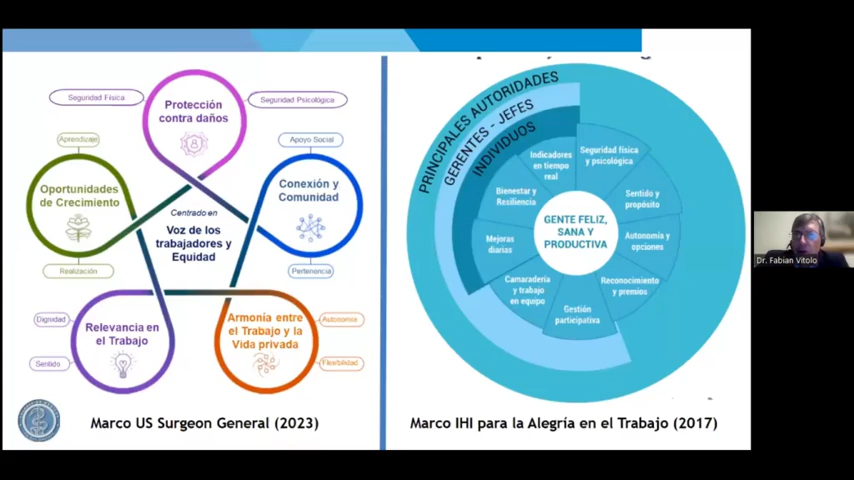 Seguridad Física
Protección
contra daños
Seguridad Psicológica
Aprendizaje
Oportunidades
de Crecimiento
Realización
Apoyo Social
Conexión y
Comunidad
Pertenencia
Centrado en
Voz de los
trabajadores y
Equidad
Dignidad
Relevancia en
el Trabajo
Sentido
Armonía entre
el Trabajo y la
Vida privada
Autonomía
Flexibilidad
Marco US Surgeon General (2023)
PRINCIPALES AUTORIDADES
GERENTES - JEFES
INDIVIDUOS
Indicadores
en tiempo
real
Seguridad física
y psicológica
Bienestar y
Resiliencia
Sentido y
propósito
GENTE FELIZ,
SANA Y
PRODUCTIVA
Mejoras
diarias
Autonomía y
opciones
Camaradería
y trabajo
en equipo
Reconocimiento
y premios
Gestión
participativa
Marco IHI para la Alegría en el Trabajo (2017)
Dr. Fabian Vitolo